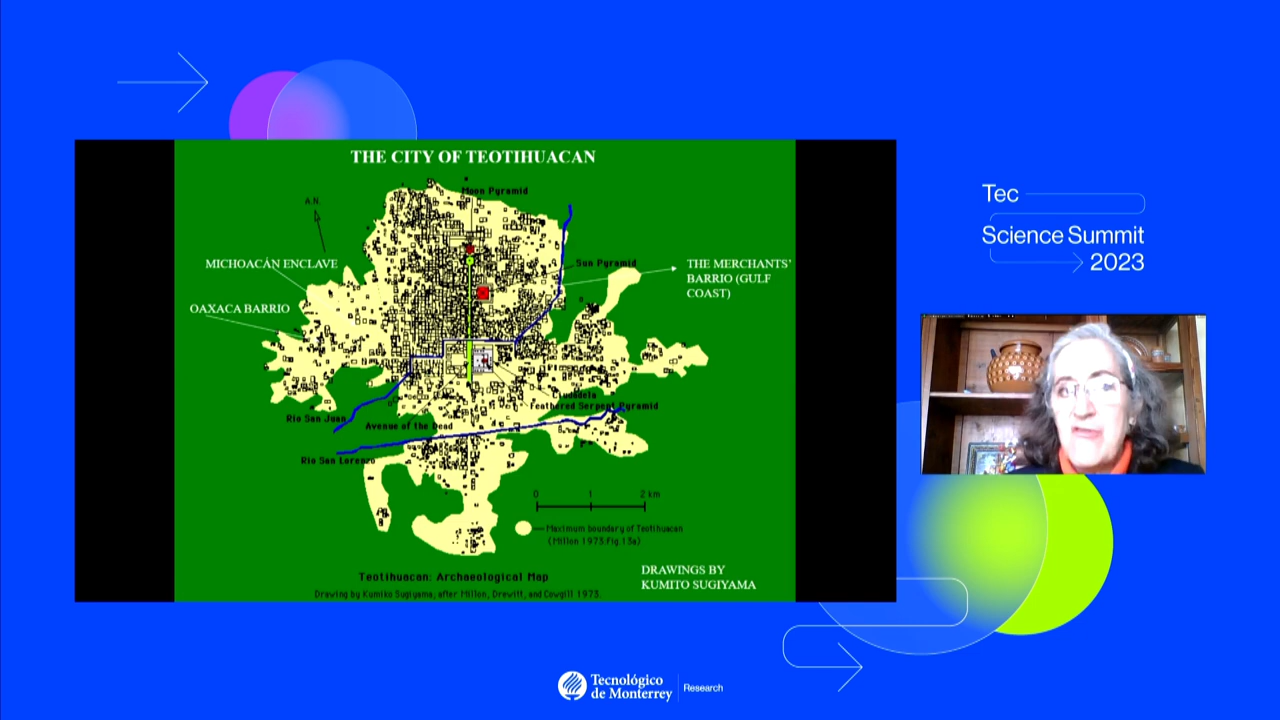 THE CITY OF TEOTIHUACAN
Moon Pyramid
A.N.
MICHOACÁN ENCLAVE
Sun Pyramid
THE MERCHANTS'
BARRIO (GULF
COAST)
OAXACA BARRIO
Ciudadela
Feathered Serpent Pyramid
Rio San Juan
Avenue of the Dead
Rio San Lorenzo
0 1 2 km
Maximum boundary of Teotihuacan
(Millon 1973:fig.15a)
DRAWINGS BY
KUMITO SUGIYAMA
Teotihuacan: Archaeological Map
Drawing by Kumiko Sugiyama, after Millon, Drewitt, and Cowgill 1973.
Tec
Science Summit
2023
Tecnológico
de Monterrey
Research